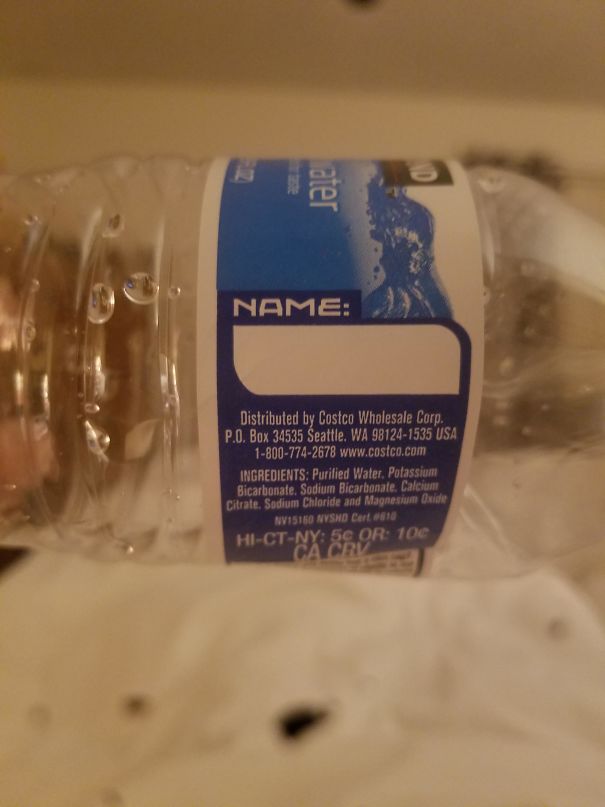 ND
Water
NAME:
Distributed by Costco Wholesale Corp.
P.O. Box 34535 Seattle, WA 98124-1535 USA
1-800-774-2678 www.costco.com
INGREDIENTS: Purified Water, Potassium
Bicarbonate, Sodium Bicarbonate, Calcium
Citrate, Sodium Chloride and Magnesium Oxide
NV15160 NYSHD Cert.#610
HI-CT-NY: 5¢ OR: 10¢
CA CRV